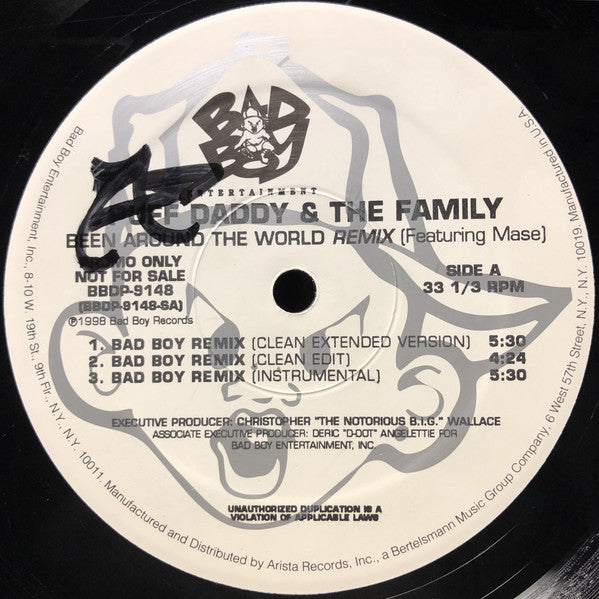 BAD
BOY
ENTERTAINMENT
PUFF DADDY & THE FAMILY
BEEN AROUND THE WORLD REMIX (Featuring Mase)
PROMO ONLY
NOT FOR SALE
BBDP-9148
(BBDP-9148-SA)
℗1998 Bad Boy Records
SIDE A
33 1/3 RPM
1. BAD BOY REMIX (CLEAN EXTENDED VERSION) 5:30
2. BAD BOY REMIX (CLEAN EDIT) 4:24
3. BAD BOY REMIX (INSTRUMENTAL) 5:30
EXECUTIVE PRODUCER: CHRISTOPHER "THE NOTORIOUS B.I.G." WALLACE
ASSOCIATE EXECUTIVE PRODUCER: DERIC "D-DOT" ANGELETTIE FOR
BAD BOY ENTERTAINMENT, INC.
UNAUTHORIZED DUPLICATION IS A
VIOLATION OF APPLICABLE LAWS
Bad Boy Entertainment, Inc., 8-10 W. 19th St., 9th Flr., N.Y., N.Y. 10011. Manufactured and Distributed by Arista Records, Inc., a Bertelsmann Music Group Company, 6 West 57th Street, N.Y., N.Y. 10019. Manufactured in U.S.A.